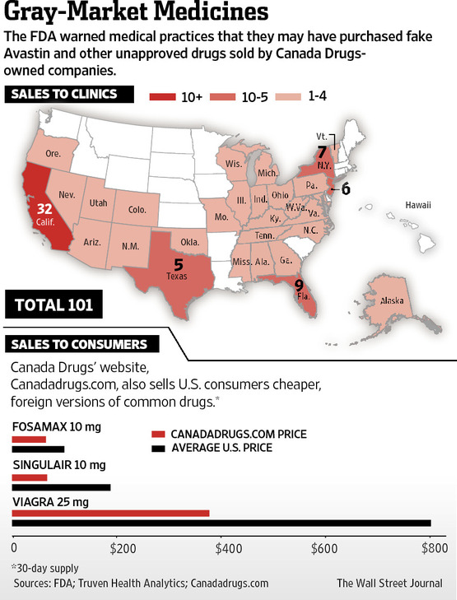 Gray-Market Medicines
The FDA warned medical practices that they may have purchased fake
Avastin and other unapproved drugs sold by Canada Drugs-
owned companies.
SALES TO CLINICS
10+
10-5
1-4
Vt.
7
N.Y.
6
Ore.
Wis.
Mich.
Pa.
32
Calif.
Nev.
Utah
Colo.
Ill.
Ind.
Ohio
W.Va.
Va.
Mo.
Ky.
Hawaii
Ariz.
N.M.
Okla.
Tenn.
N.C.
5
Texas
Miss.
Ala.
Ga.
9
Fla.
Alaska
TOTAL 101
SALES TO CONSUMERS
Canada Drugs' website,
Canadadrugs.com, also sells U.S. consumers cheaper,
foreign versions of common drugs.*
FOSAMAX 10 mg
CANADADRUGS.COM PRICE
AVERAGE U.S. PRICE
SINGULAIR 10 mg
VIAGRA 25 mg
0 $200 $400 $600 $800
*30-day supply
Sources: FDA; Truven Health Analytics; Canadadrugs.com The Wall Street Journal